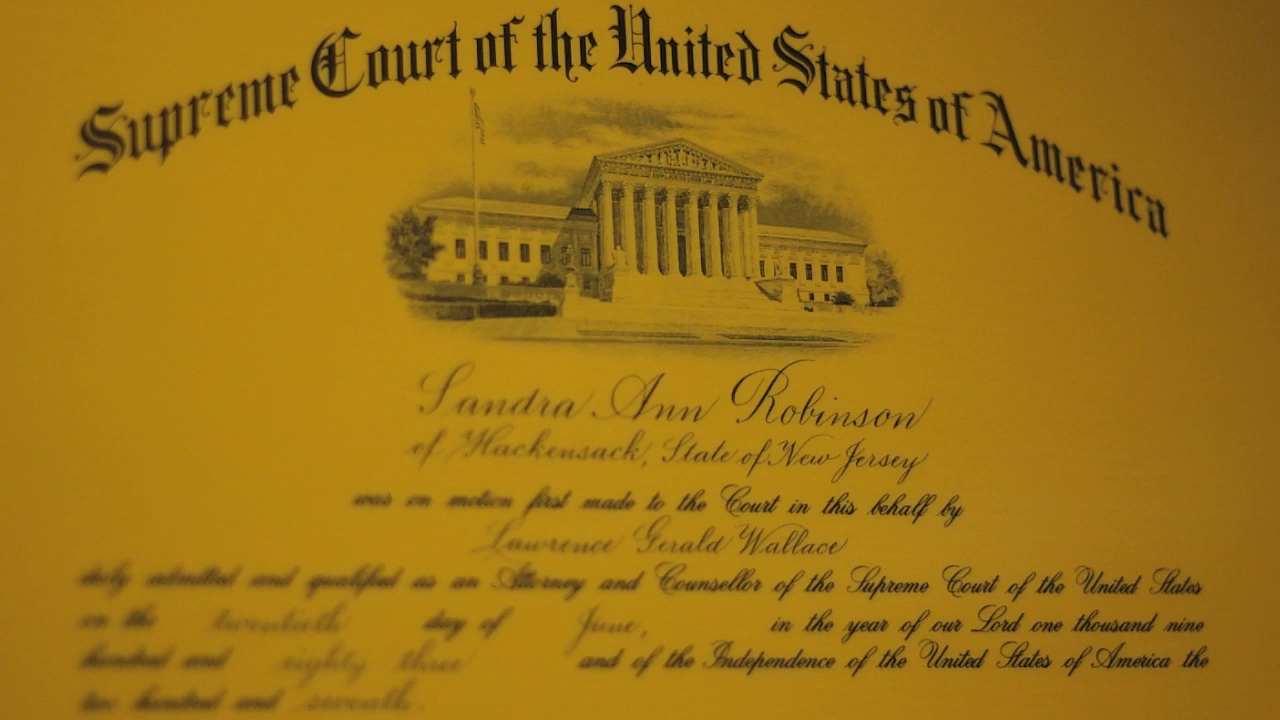 Supreme Court of the United States of America
Sandra Ann Robinson
of Hackensack, State of New Jersey
was on motion first made to the Court in this behalf by
Lawrence Gerald Wallace
duly admitted and qualified as an Attorney and Counsellor of the Supreme Court of the United States
on the twentieth day of June, in the year of our Lord one thousand nine
hundred and eighty three and of the Independence of the United States of America the
two hundred and seventh.